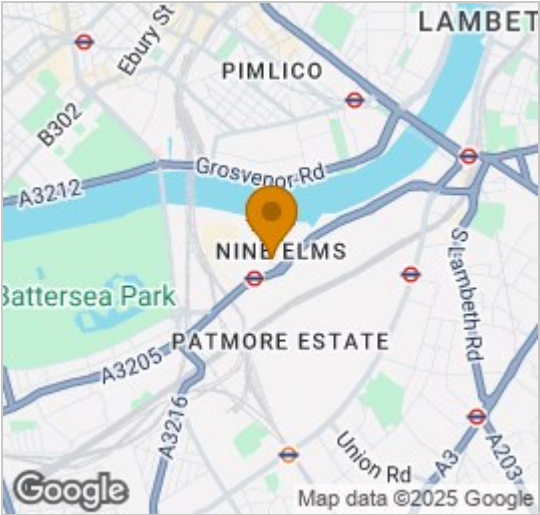 LAMBET
Ebury St
PIMLICO
B302
Grosvenor Rd
A3212
NINE ELMS
S Lambeth Rd
Battersea Park
PATMORE ESTATE
A3205
A3216
Union Rd
A3
A203
Google
Map data ©2025 Google